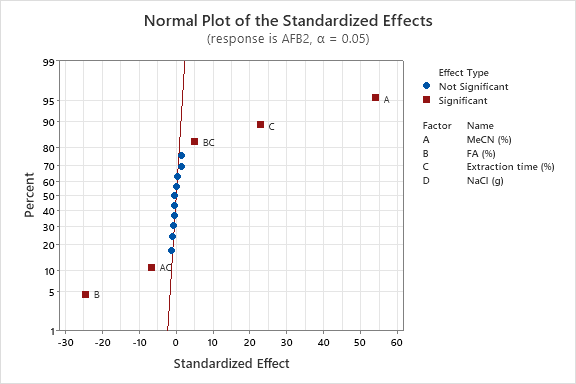 Normal Plot of the Standardized Effects
(response is AFB2, α = 0.05)
99
95
90
80
70
60
50
40
30
20
10
5
1
Percent
-30 -20 -10 0 10 20 30 40 50 60
Standardized Effect
A
C
BC
AC
B
Effect Type
Not Significant
Significant
Factor Name
A MeCN (%)
B FA (%)
C Extraction time (%)
D NaCl (g)